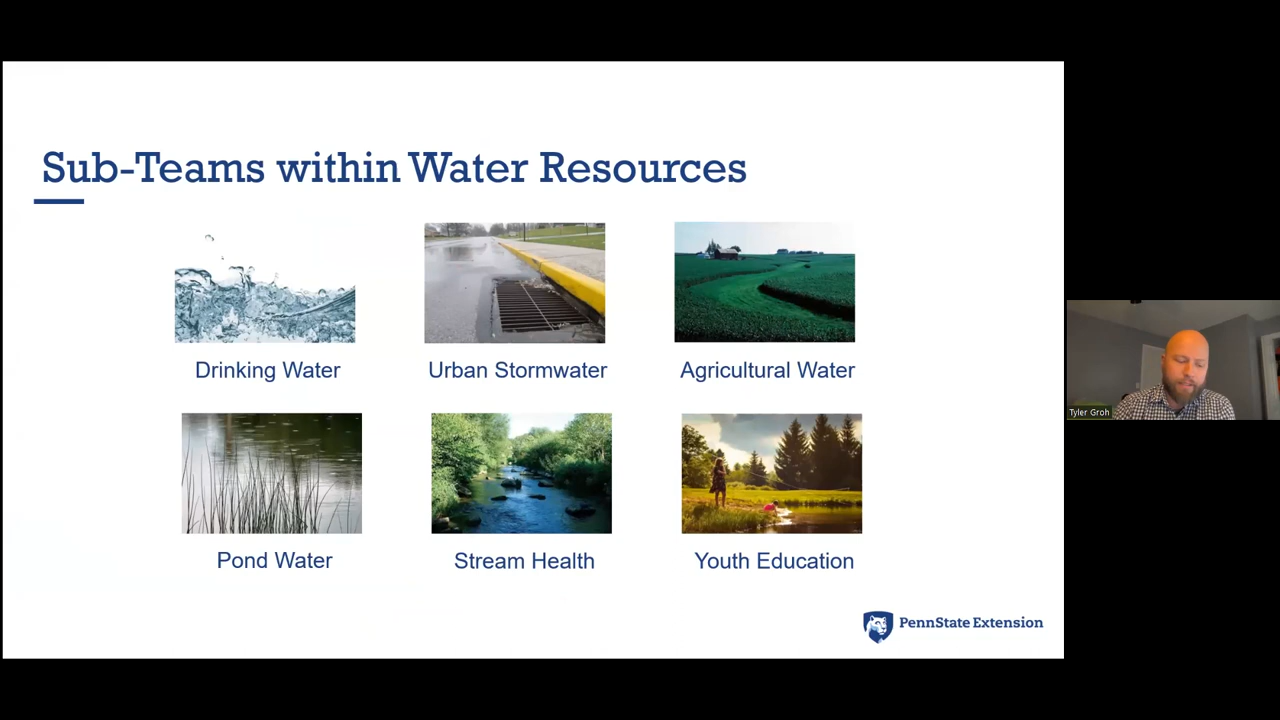 Sub-Teams within Water Resources
Drinking Water
Urban Stormwater
Agricultural Water
Pond Water
Stream Health
Youth Education
PennState Extension
Tyler Groh